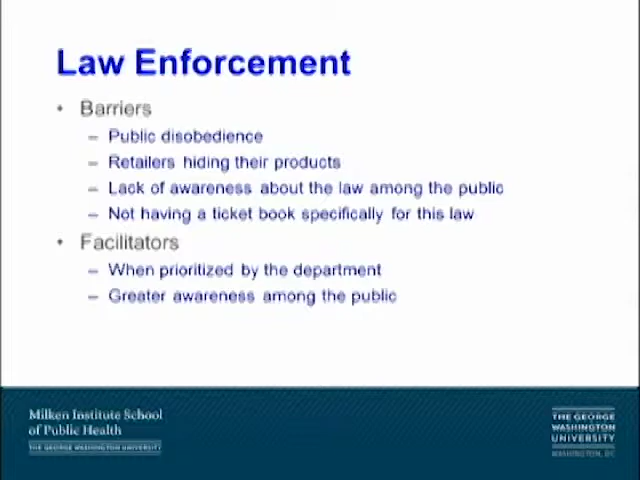 Law Enforcement
• Barriers
– Public disobedience
– Retailers hiding their products
– Lack of awareness about the law among the public
– Not having a ticket book specifically for this law
• Facilitators
– When prioritized by the department
– Greater awareness among the public
Milken Institute School
of Public Health
THE GEORGE WASHINGTON UNIVERSITY
THE GEORGE
WASHINGTON
UNIVERSITY
WASHINGTON, DC